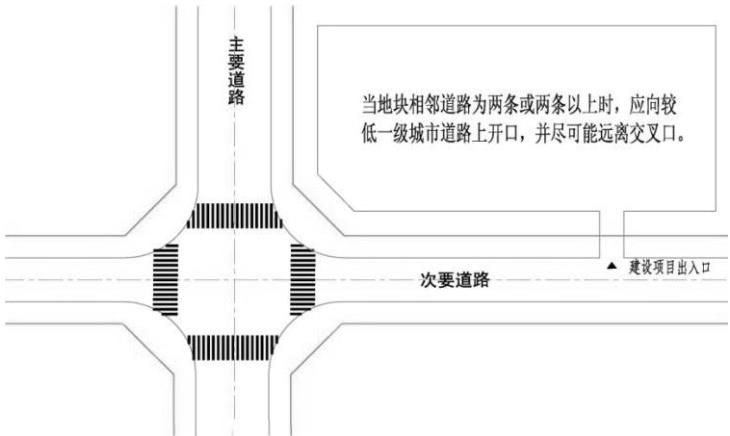 主要道路
当地块相邻道路为两条或两条以上时，应向较
低一级城市道路上开口，并尽可能远离交叉口。
次要道路
建设项目出入口